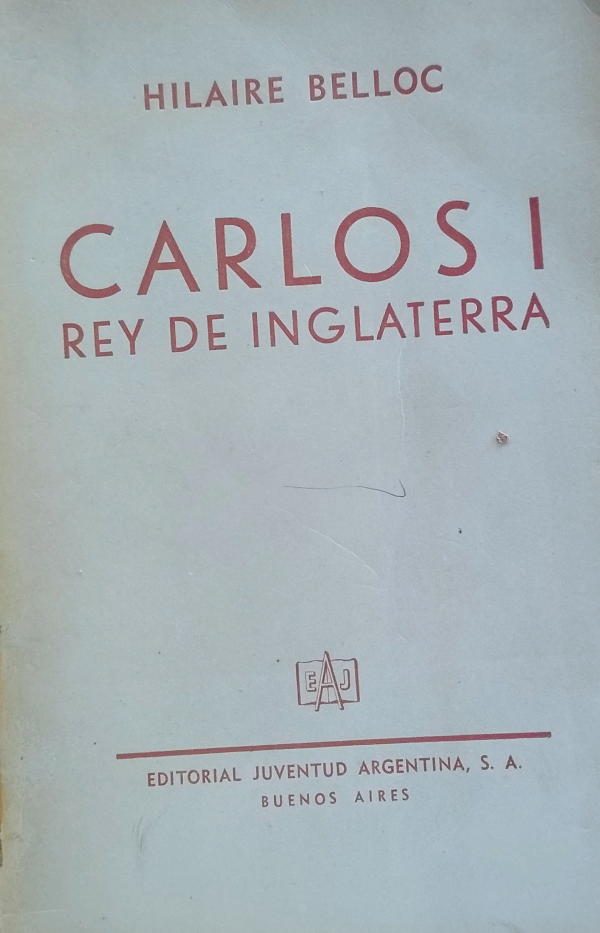 HILAIRE BELLOC
CARLOS I
REY DE INGLATERRA
EAJ
EDITORIAL JUVENTUD ARGENTINA, S. A.
BUENOS AIRES